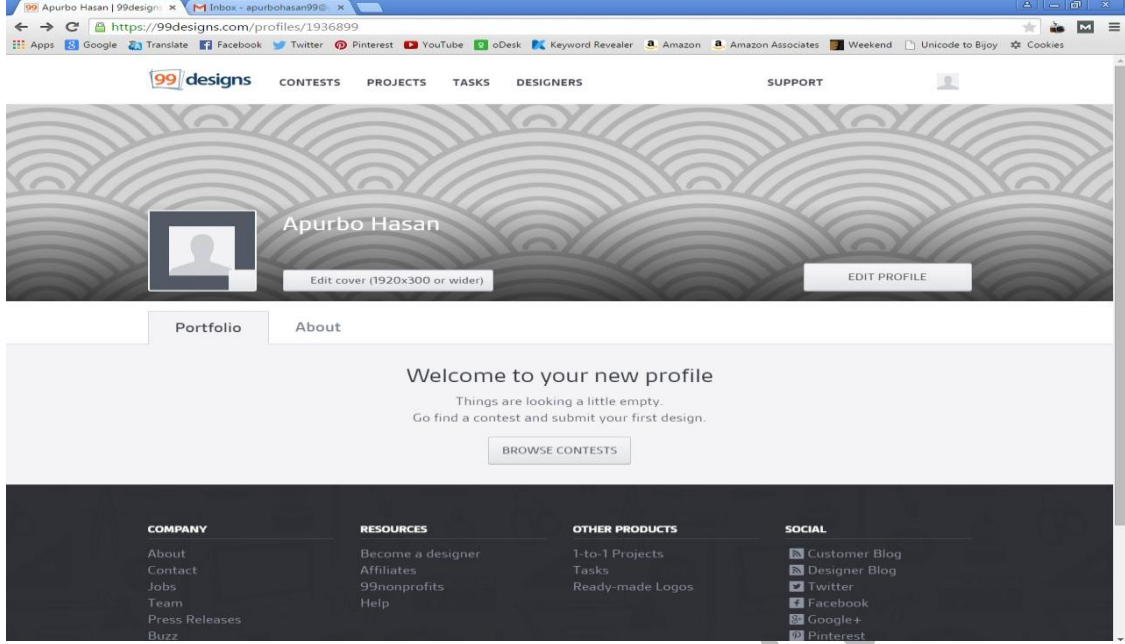 Apurbo Hasan | 99design
Inbox - apurbohasan99@
https://99designs.com/profiles/1936899
Apps Google Translate Facebook Twitter Pinterest YouTube oDesk Keyword Revealer Amazon Amazon Associates Weekend Unicode to Bijoy Cookies
99designs CONTESTS PROJECTS TASKS DESIGNERS SUPPORT
Apurbo Hasan
Edit cover (1920x300 or wider)
EDIT PROFILE
Portfolio About
Welcome to your new profile
Things are looking a little empty.
Go find a contest and submit your first design.
BROWSE CONTESTS
COMPANY
About
Contact
Jobs
Team
Press Releases
Buzz
RESOURCES
Become a designer
Affiliates
99nonprofits
Help
OTHER PRODUCTS
1-to-1 Projects
Tasks
Ready-made Logos
SOCIAL
Customer Blog
Designer Blog
Twitter
Facebook
Google+
Pinterest